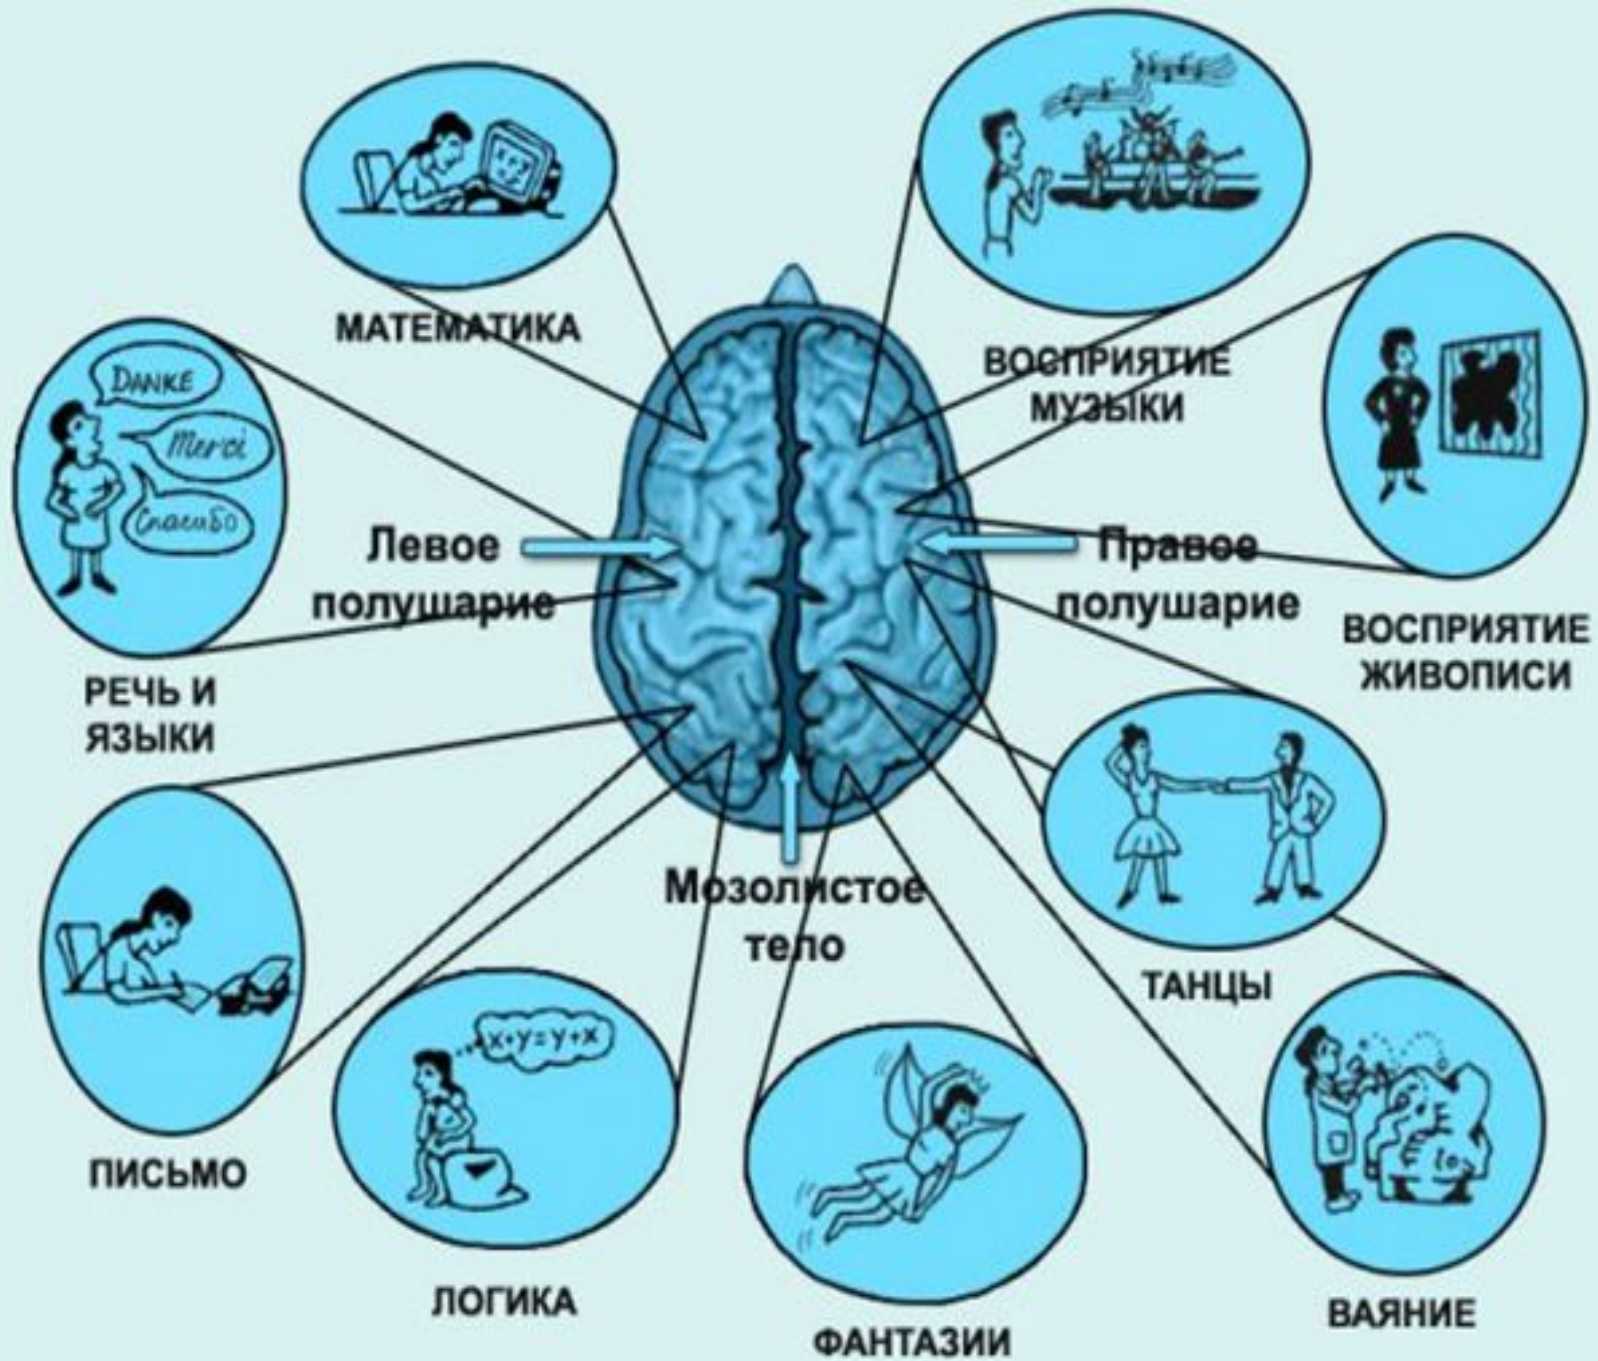 МАТЕМАТИКА
ВОСПРИЯТИЕ
МУЗЫКИ
DANKE
Merci
Спасибо
Левое
полушарие
Правое
полушарие
ВОСПРИЯТИЕ
ЖИВОПИСИ
РЕЧЬ И
ЯЗЫКИ
Мозолистое
тело
ТАНЦЫ
x+y=y+x
ПИСЬМО
ЛОГИКА
ФАНТАЗИИ
ВАЯНИЕ